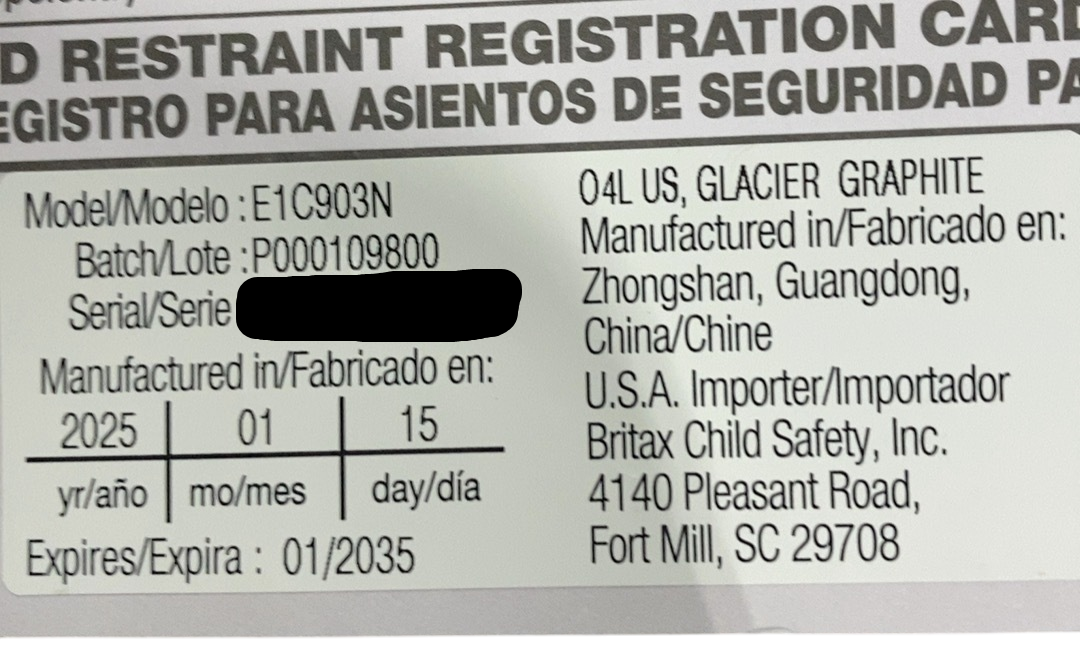 D RESTRAINT REGISTRATION CARD
EGISTRO PARA ASIENTOS DE SEGURIDAD PA
Model/Modelo : E1C903N
Batch/Lote : P000109800
Serial/Serie
Manufactured in/Fabricado en:
2025 01 15
yr/año mo/mes day/día
Expires/Expira : 01/2035
04L US, GLACIER GRAPHITE
Manufactured in/Fabricado en:
Zhongshan, Guangdong,
China/Chine
U.S.A. Importer/Importador
Britax Child Safety, Inc.
4140 Pleasant Road,
Fort Mill, SC 29708